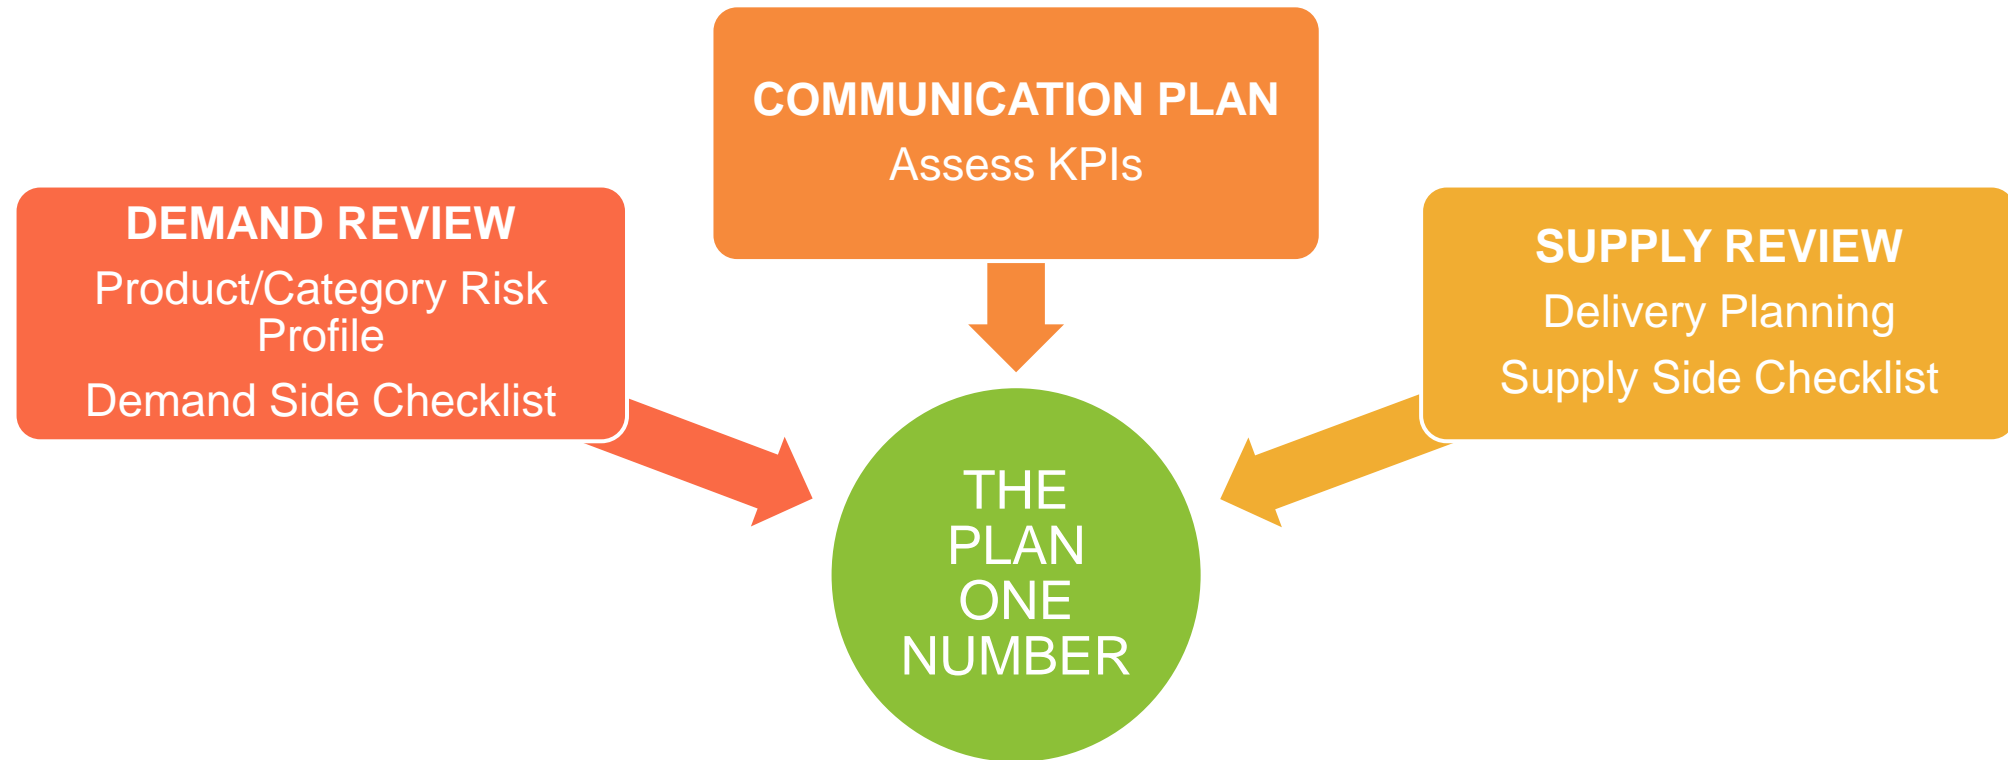 COMMUNICATION PLAN
Assess KPIs
DEMAND REVIEW
Product/Category Risk
Profile
Demand Side Checklist
SUPPLY REVIEW
Delivery Planning
Supply Side Checklist
THE
PLAN
ONE
NUMBER